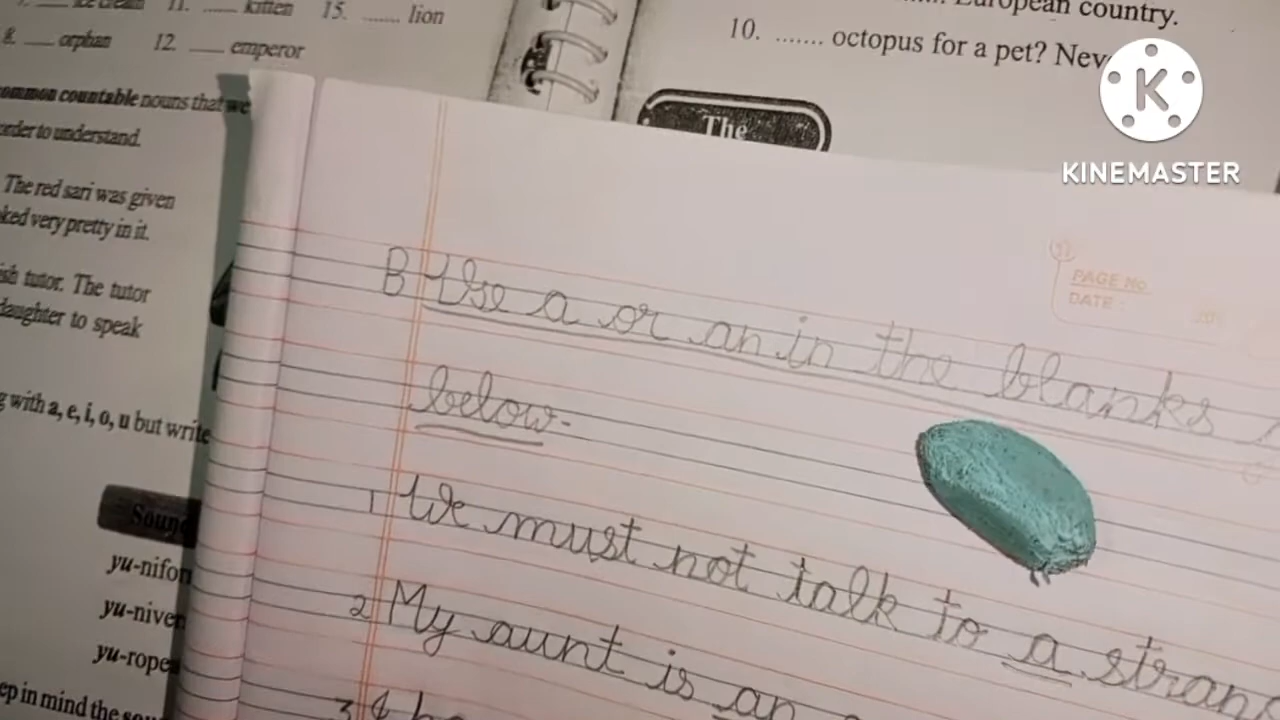 ice cream 11. ...... kitten 15. ....... lion
8. ..... orphan 12. ..... emperor
common countable nouns that we
order to understand.
The red sari was given
ked very pretty in it.
ish tutor. The tutor
daughter to speak
g with a, e, i, o, u but write
Soun
yu-nifor
yu-niver
yu-rope
ep in mind the sou
European country.
10. ....... octopus for a pet? Nev
The
K
KINEMASTER
PAGE No.
DATE :
B Use a or an in the blanks
below-
1 We must not talk to a strang
2 My aunt is an
3